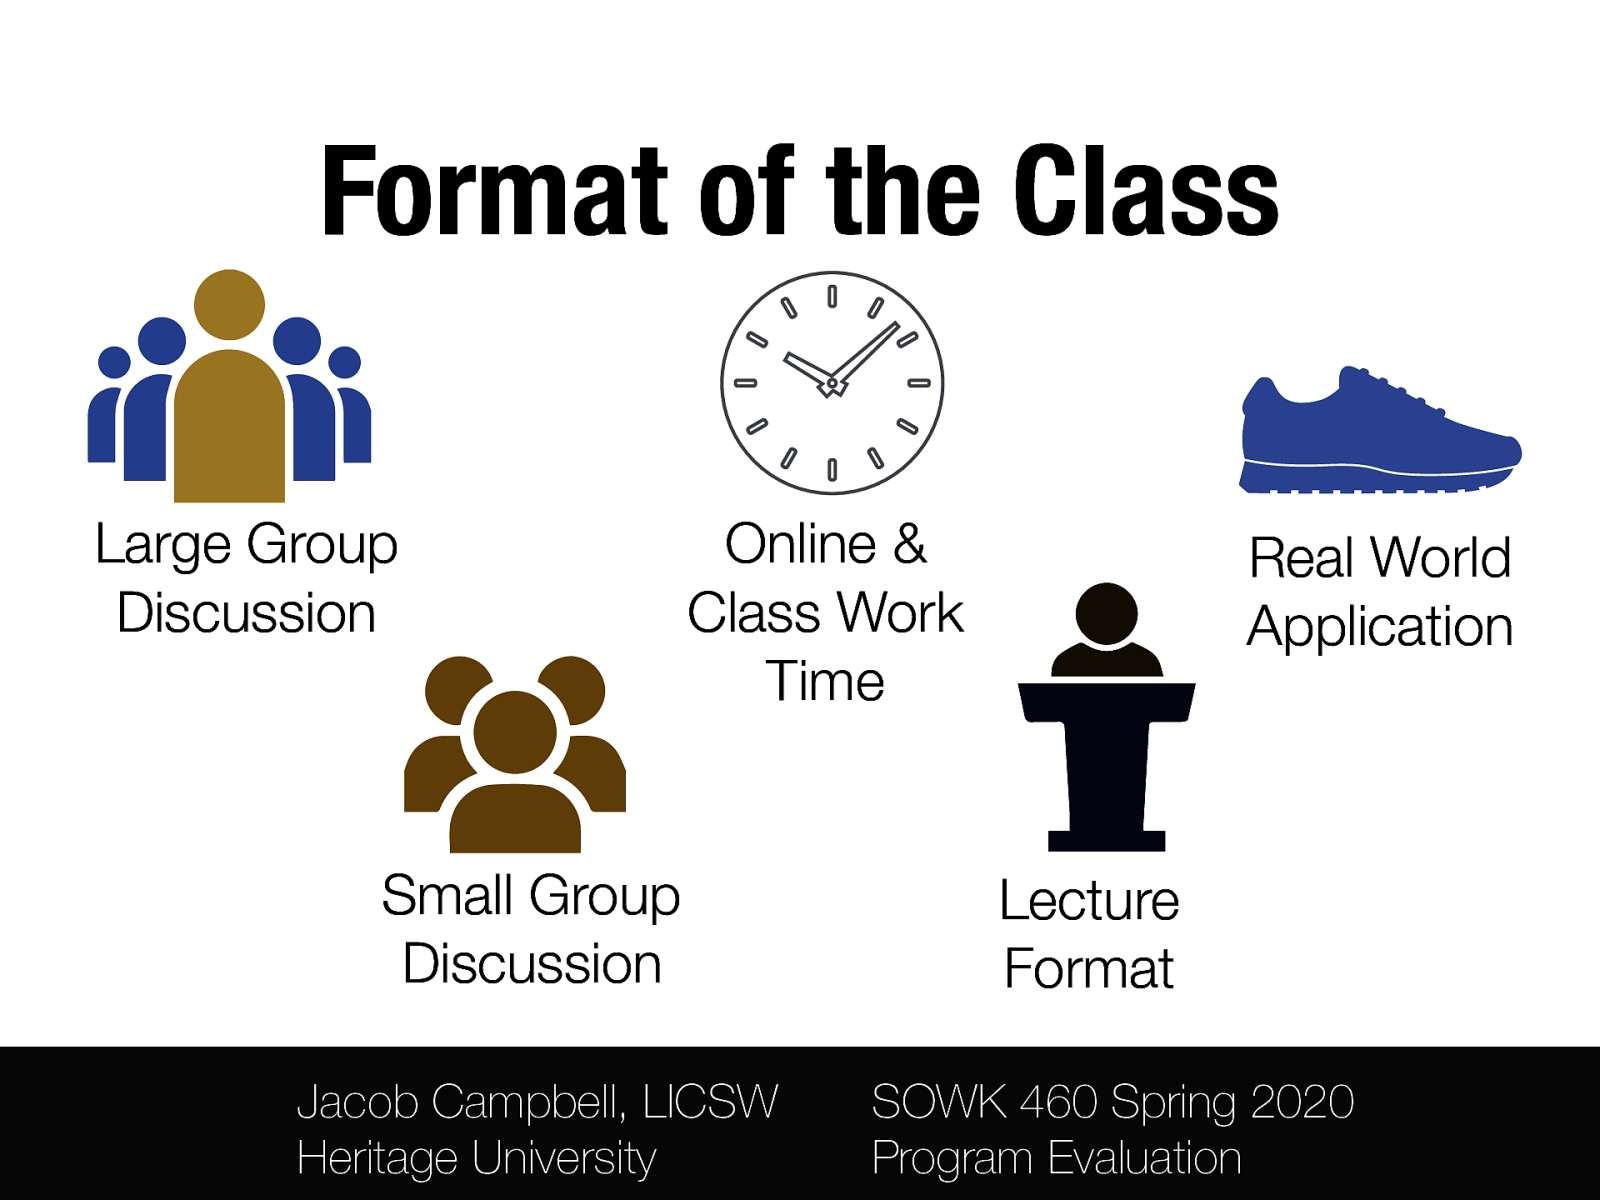 Format of the Class
Large Group
Discussion
Online &
Class Work
Time
Real World
Application
Small Group
Discussion
Lecture
Format
Jacob Campbell, LICSW
Heritage University
SOWK 460 Spring 2020
Program Evaluation